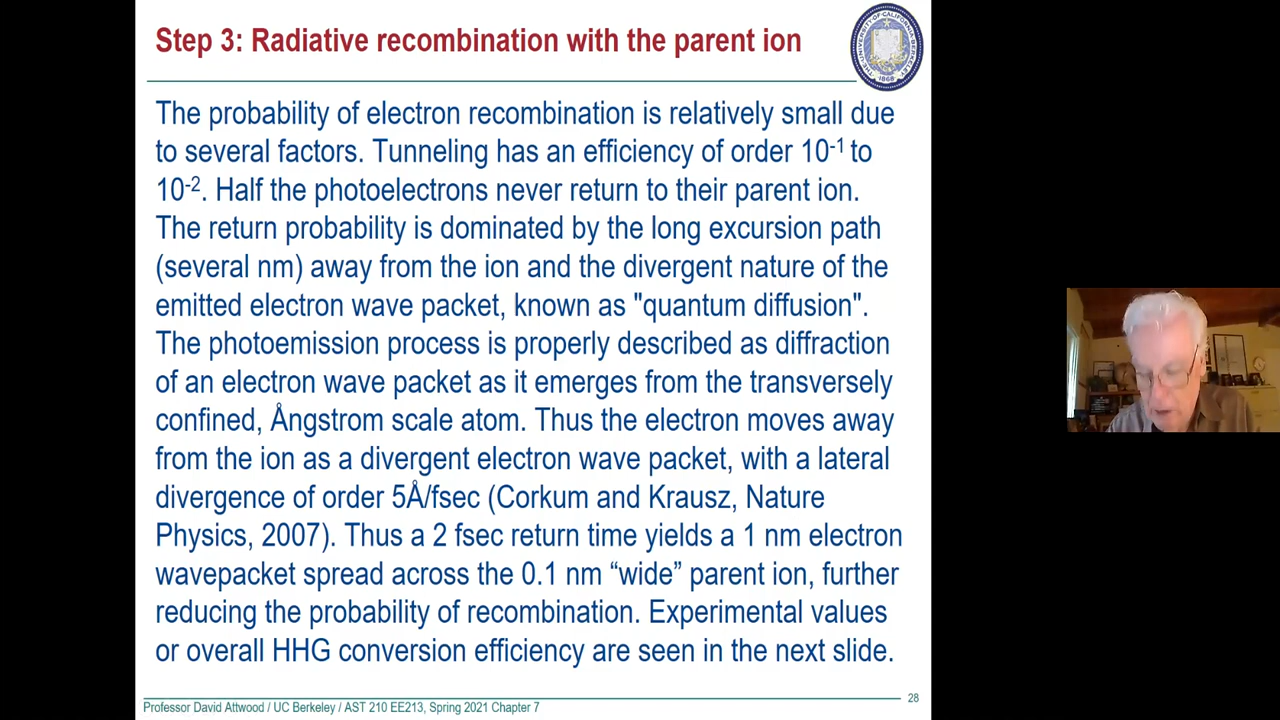 Step 3: Radiative recombination with the parent ion
The probability of electron recombination is relatively small due
to several factors. Tunneling has an efficiency of order 10⁻¹ to
10⁻². Half the photoelectrons never return to their parent ion.
The return probability is dominated by the long excursion path
(several nm) away from the ion and the divergent nature of the
emitted electron wave packet, known as "quantum diffusion".
The photoemission process is properly described as diffraction
of an electron wave packet as it emerges from the transversely
confined, Ångstrom scale atom. Thus the electron moves away
from the ion as a divergent electron wave packet, with a lateral
divergence of order 5Å/fsec (Corkum and Krausz, Nature
Physics, 2007). Thus a 2 fsec return time yields a 1 nm electron
wavepacket spread across the 0.1 nm “wide” parent ion, further
reducing the probability of recombination. Experimental values
or overall HHG conversion efficiency are seen in the next slide.
Professor David Attwood / UC Berkeley / AST 210 EE213, Spring 2021 Chapter 7
28